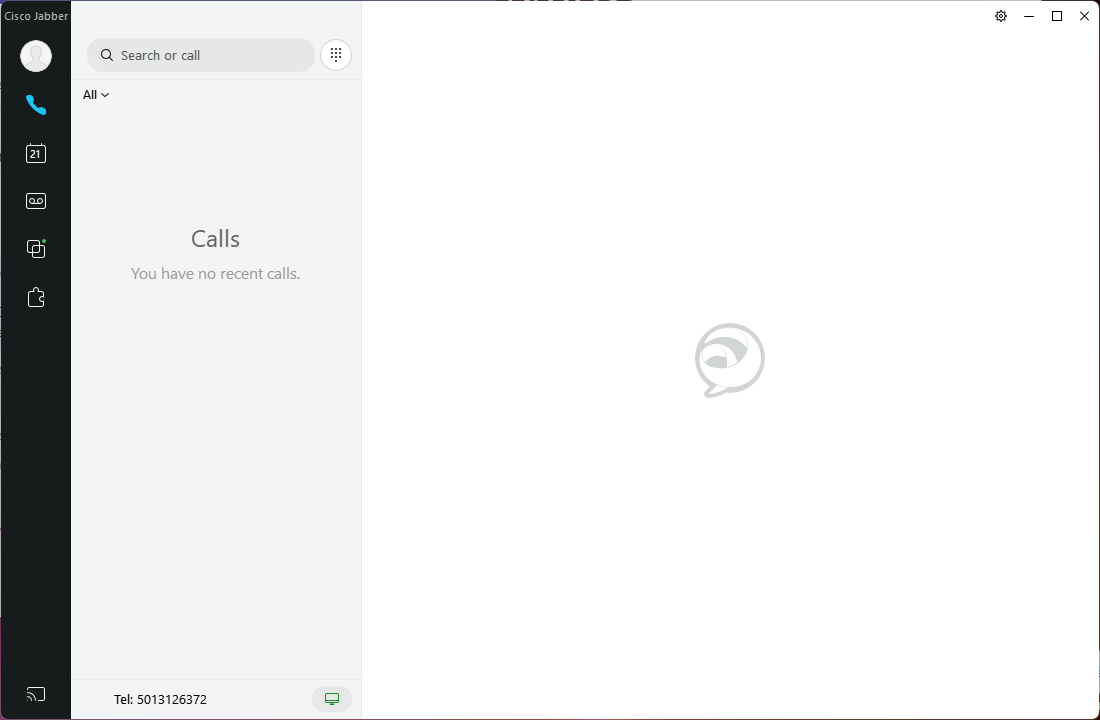 Cisco Jabber
Search or call
All
21
Calls
You have no recent calls.
Tel: 5013126372